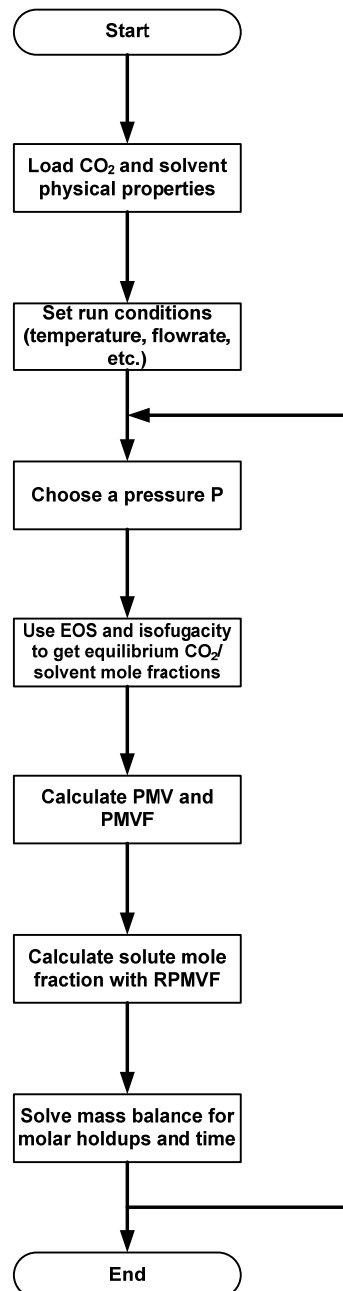 Start
Load CO₂ and solvent
physical properties
Set run conditions
(temperature, flowrate,
etc.)
Choose a pressure P
Use EOS and isofugacity
to get equilibrium CO₂/
solvent mole fractions
Calculate PMV and
PMVF
Calculate solute mole
fraction with RPMVF
Solve mass balance for
molar holdups and time
End